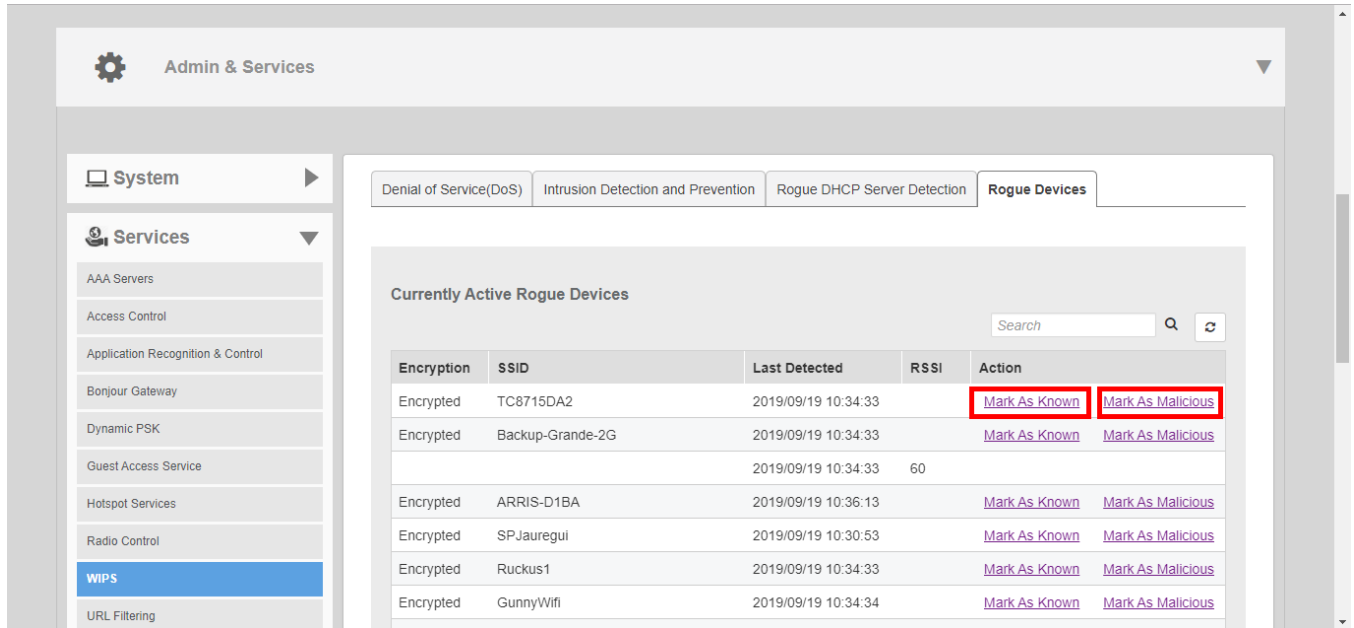 Admin & Services
System
Services
AAA Servers
Access Control
Application Recognition & Control
Bonjour Gateway
Dynamic PSK
Guest Access Service
Hotspot Services
Radio Control
WIPS
URL Filtering
Denial of Service(DoS) Intrusion Detection and Prevention Rogue DHCP Server Detection Rogue Devices
Currently Active Rogue Devices
Search
Encryption SSID Last Detected RSSI Action
Encrypted TC8715DA2 2019/09/19 10:34:33 Mark As Known Mark As Malicious
Encrypted Backup-Grande-2G 2019/09/19 10:34:33 Mark As Known Mark As Malicious
2019/09/19 10:34:33 60
Encrypted ARRIS-D1BA 2019/09/19 10:36:13 Mark As Known Mark As Malicious
Encrypted SPJauregui 2019/09/19 10:30:53 Mark As Known Mark As Malicious
Encrypted Ruckus1 2019/09/19 10:34:33 Mark As Known Mark As Malicious
Encrypted GunnyWifi 2019/09/19 10:34:34 Mark As Known Mark As Malicious